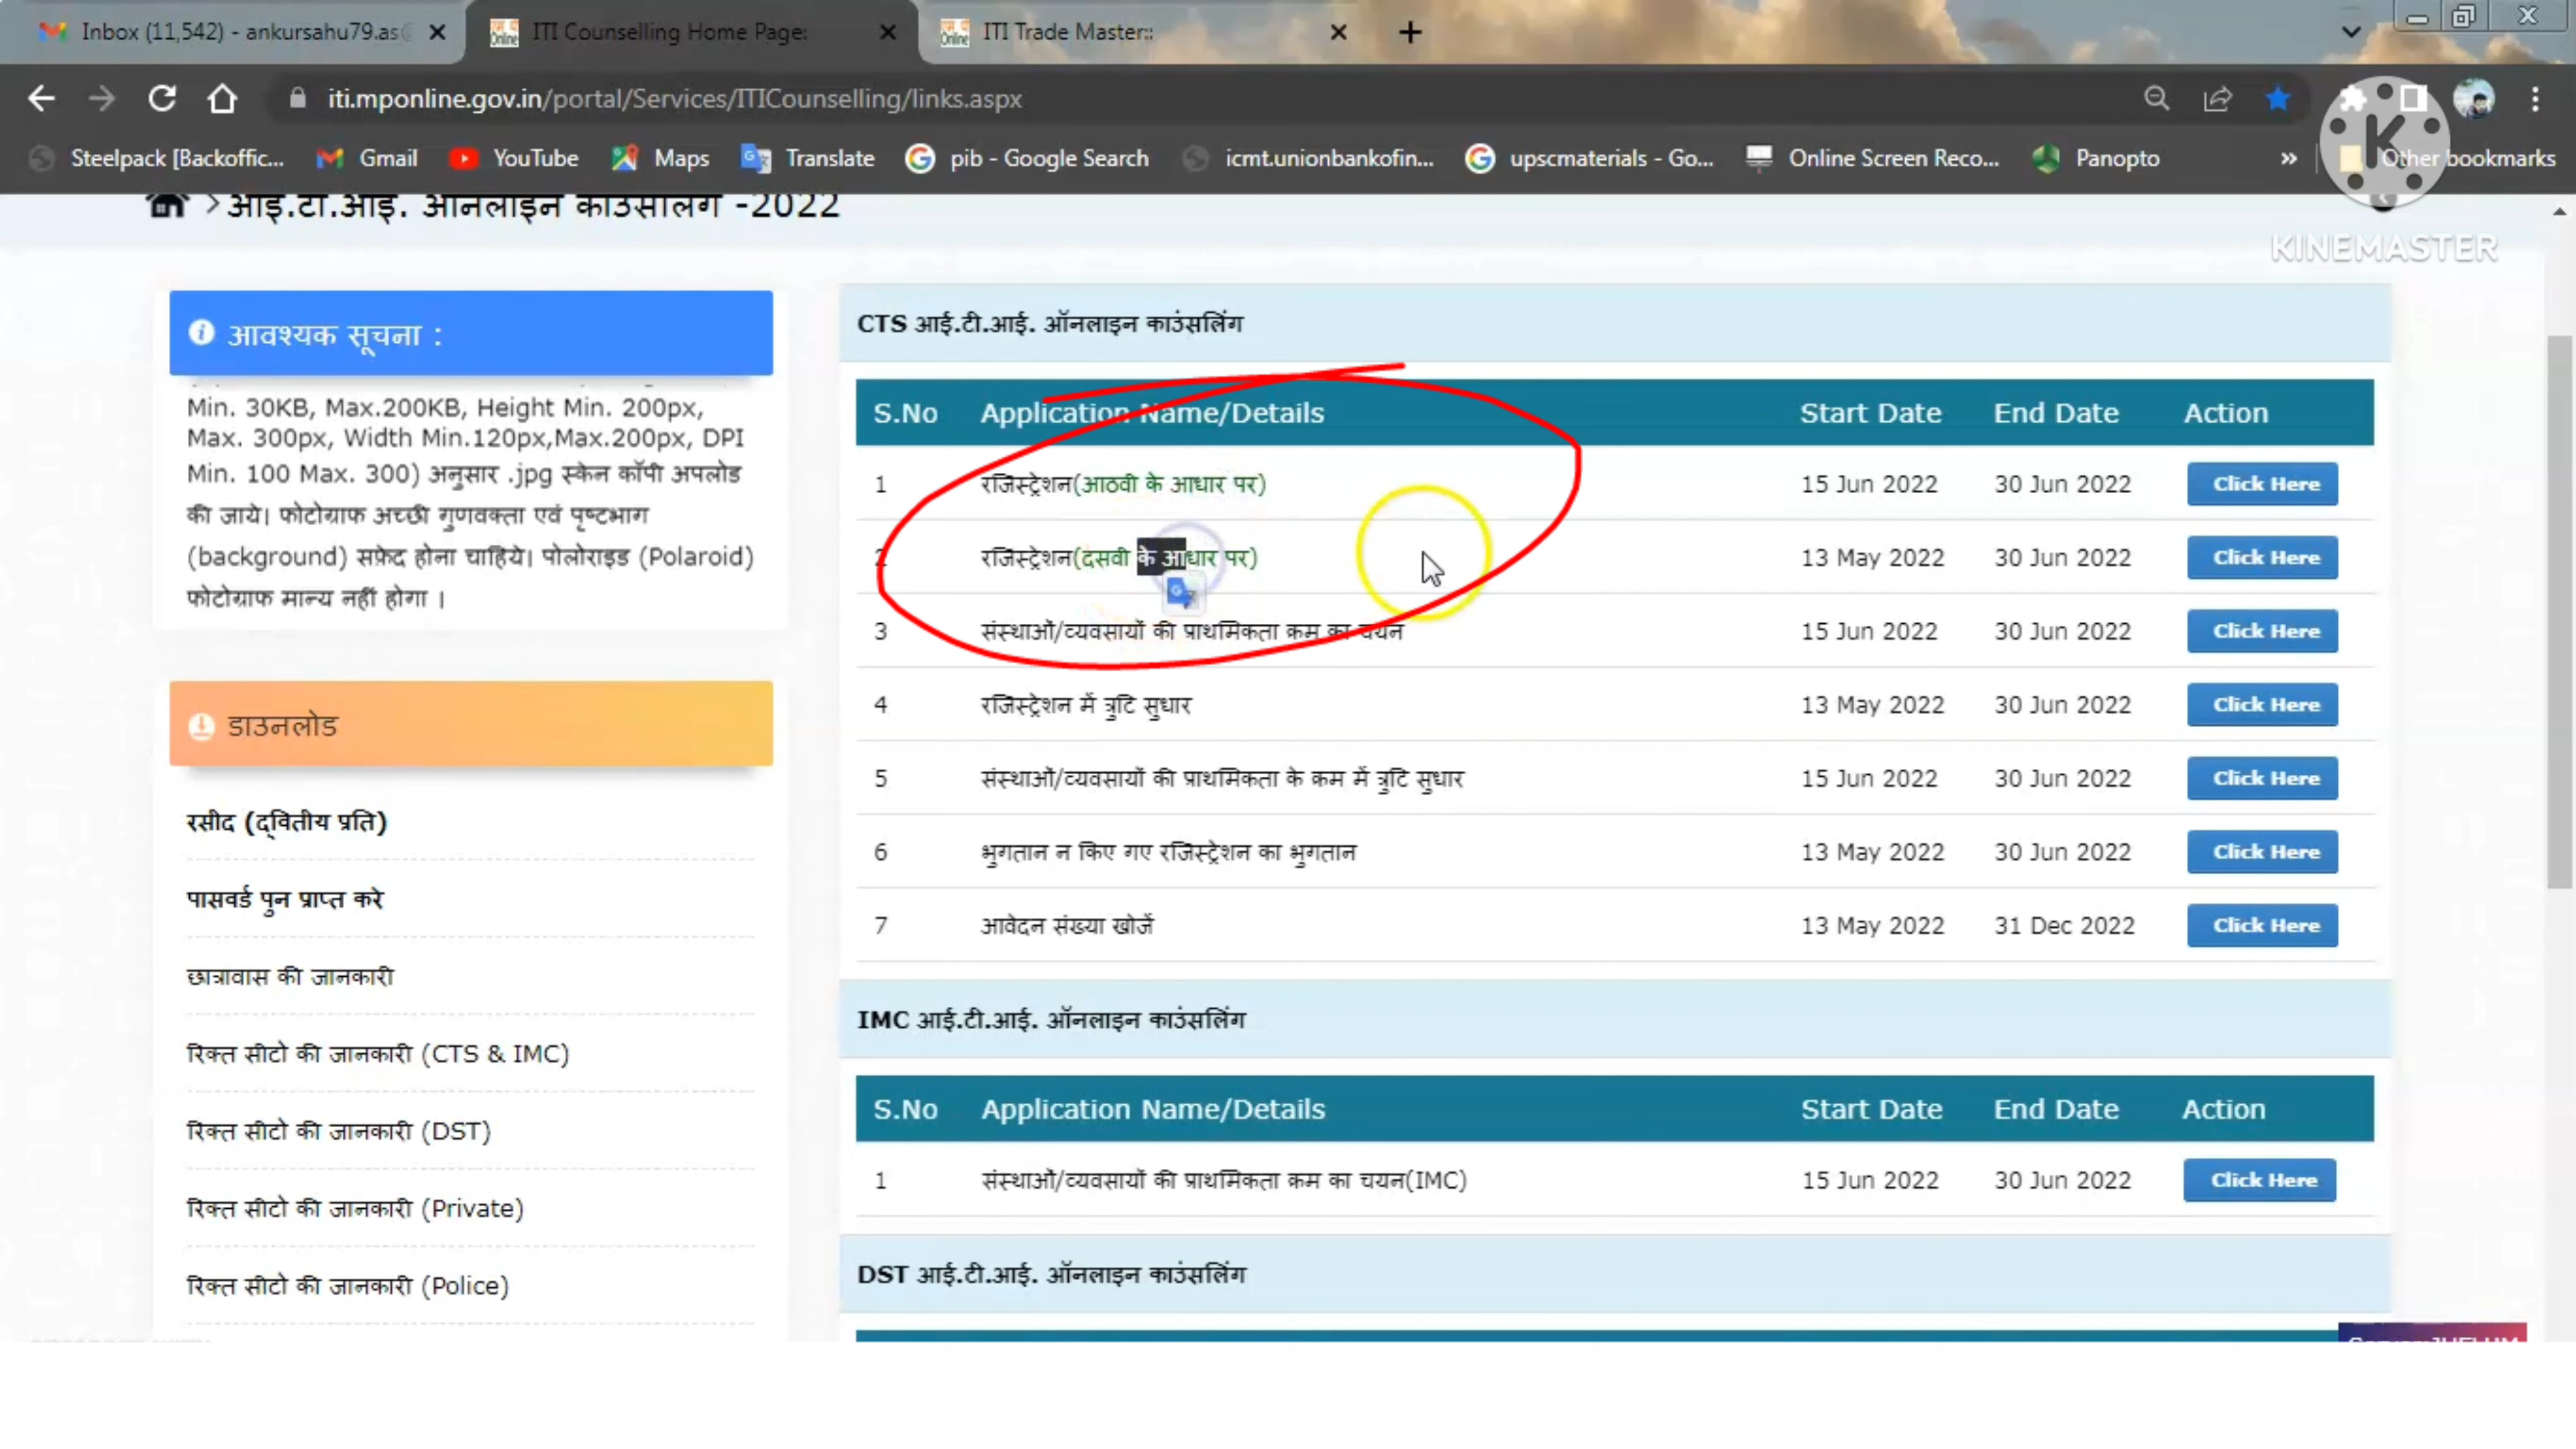 Inbox (11,542) - ankursahu79.as@
ITI Counselling Home Page:
ITI Trade Master::
iti.mponline.gov.in/portal/Services/ITICounselling/links.aspx
Steelpack [Backoffic...
Gmail
YouTube
Maps
Translate
pib - Google Search
icmt.unionbankofin...
upscmaterials - Go...
Online Screen Reco...
Panopto
»
Other bookmarks
K
KINEMASTER
> आई.टी.आई. ऑनलाइन काउंसलिंग -2022
आवश्यक सूचना :
Min. 30KB, Max.200KB, Height Min. 200px,
Max. 300px, Width Min.120px,Max.200px, DPI
Min. 100 Max. 300) अनुसार .jpg स्केन कॉपी अपलोड
की जाये। फोटोग्राफ अच्छी गुणवक्ता एवं पृष्टभाग
(background) सफ़ेद होना चाहिये। पोलोराइड (Polaroid)
फोटोग्राफ मान्य नहीं होगा ।
डाउनलोड
रसीद (द्वितीय प्रति)
पासवर्ड पुन प्राप्त करे
छात्रावास की जानकारी
रिक्त सीटो की जानकारी (CTS & IMC)
रिक्त सीटो की जानकारी (DST)
रिक्त सीटो की जानकारी (Private)
रिक्त सीटो की जानकारी (Police)
CTS आई.टी.आई. ऑनलाइन काउंसलिंग
S.No Application Name/Details Start Date End Date Action
1 रजिस्ट्रेशन(आठवी के आधार पर) 15 Jun 2022 30 Jun 2022 Click Here
2 रजिस्ट्रेशन(दसवी के आधार पर) 13 May 2022 30 Jun 2022 Click Here
3 संस्थाओं/व्यवसायों की प्राथमिकता क्रम का चयन 15 Jun 2022 30 Jun 2022 Click Here
4 रजिस्ट्रेशन में त्रुटि सुधार 13 May 2022 30 Jun 2022 Click Here
5 संस्थाओं/व्यवसायों की प्राथमिकता के क्रम में त्रुटि सुधार 15 Jun 2022 30 Jun 2022 Click Here
6 भुगतान न किए गए रजिस्ट्रेशन का भुगतान 13 May 2022 30 Jun 2022 Click Here
7 आवेदन संख्या खोजें 13 May 2022 31 Dec 2022 Click Here
IMC आई.टी.आई. ऑनलाइन काउंसलिंग
S.No Application Name/Details Start Date End Date Action
1 संस्थाओं/व्यवसायों की प्राथमिकता क्रम का चयन(IMC) 15 Jun 2022 30 Jun 2022 Click Here
DST आई.टी.आई. ऑनलाइन काउंसलिंग